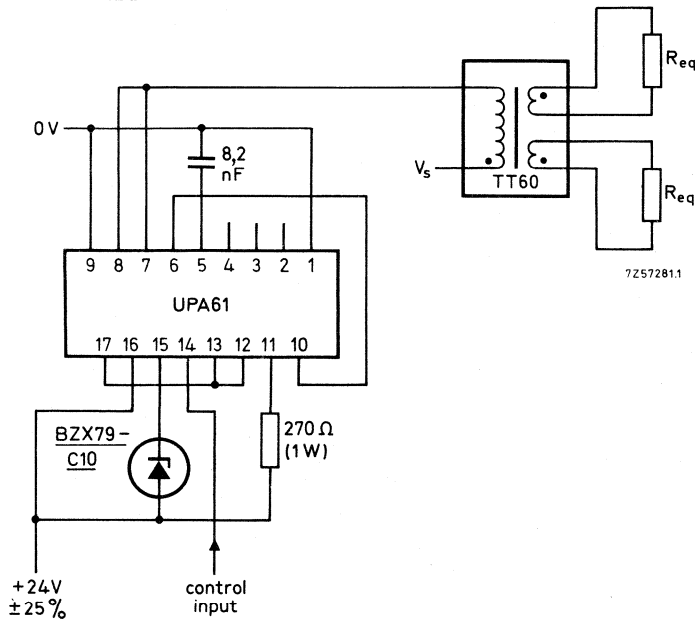 0 V
8,2
nF
V_s
TT60
R_eq
R_eq
7Z57281.1
9 8 7 6 5 4 3 2 1
UPA61
17 16 15 14 13 12 11 10
BZX79-
C10
270 Ω
(1 W)
+24V
±25%
control
input